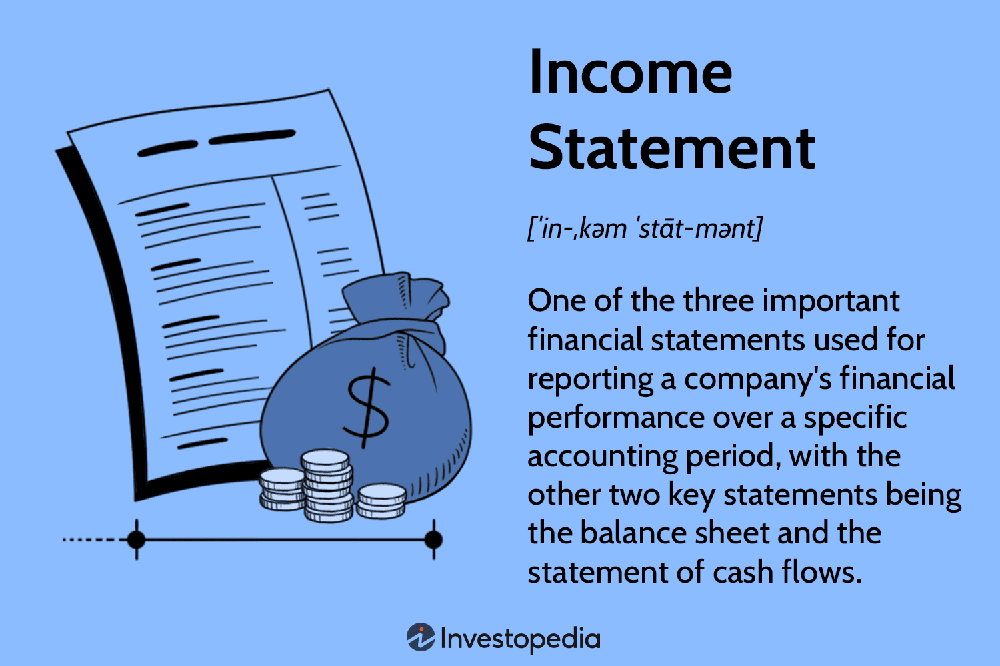 Income
Statement
[ˈin-ˌkəm ˈstāt-mənt]
One of the three important
financial statements used for
reporting a company's financial
performance over a specific
accounting period, with the
other two key statements being
the balance sheet and the
statement of cash flows.
$
Investopedia